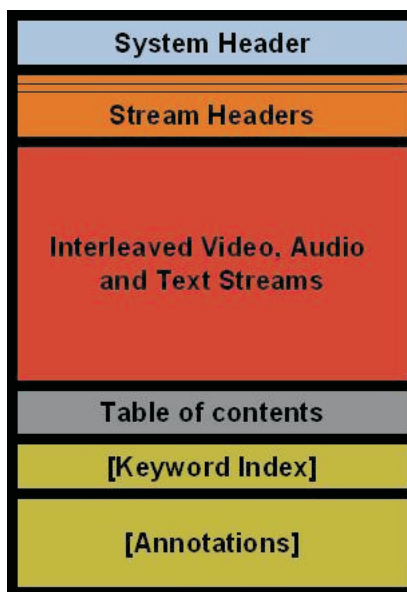 System Header
Stream Headers
Interleaved Video, Audio
and Text Streams
Table of contents
[Keyword Index]
[Annotations]